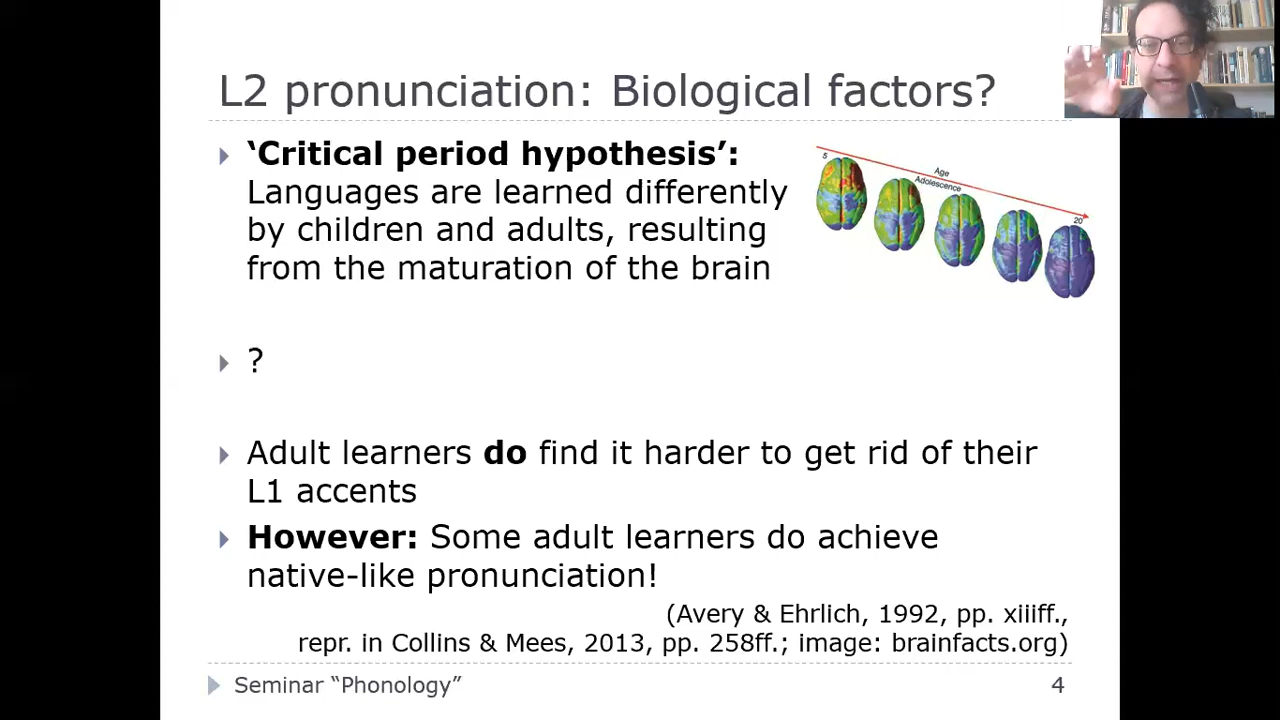 L2 pronunciation: Biological factors?
‘Critical period hypothesis’:
Languages are learned differently
by children and adults, resulting
from the maturation of the brain
5
Age
Adolescence
20
?
Adult learners do find it harder to get rid of their
L1 accents
However: Some adult learners do achieve
native-like pronunciation!
(Avery & Ehrlich, 1992, pp. xiiiff.,
repr. in Collins & Mees, 2013, pp. 258ff.; image: brainfacts.org)
Seminar “Phonology”
4